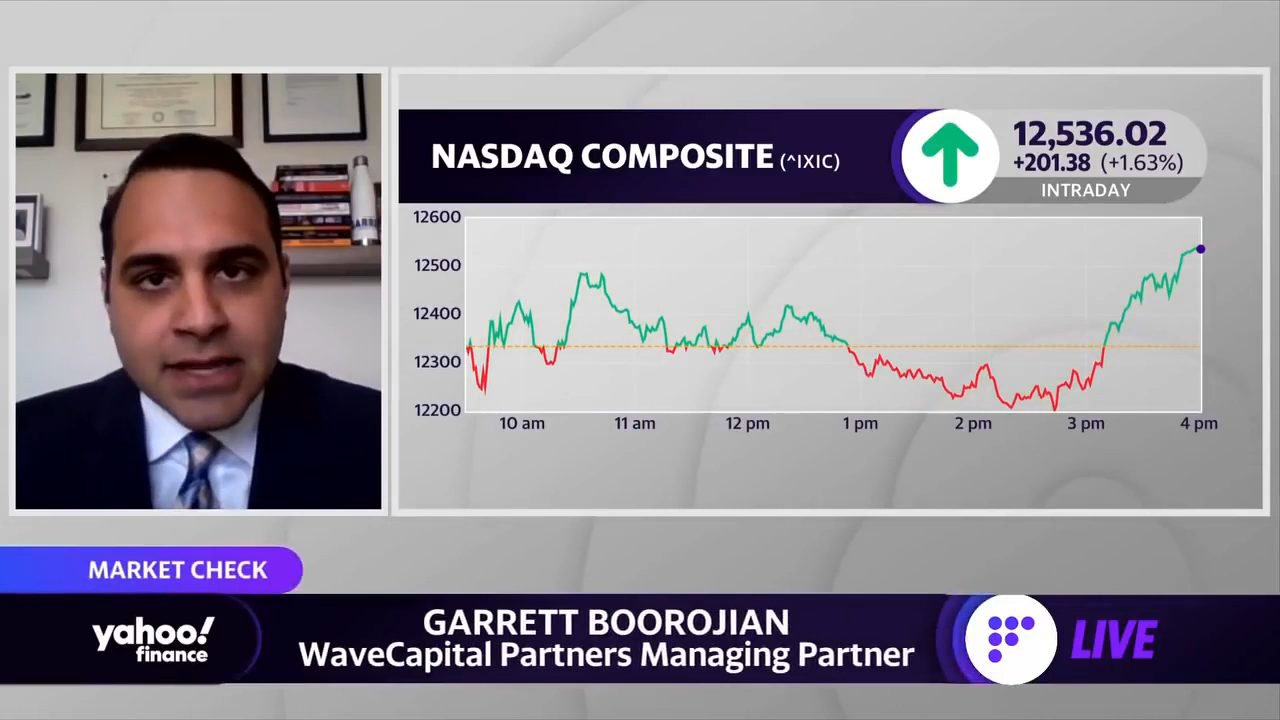 NASDAQ COMPOSITE (^IXIC)
12,536.02
+201.38 (+1.63%)
INTRADAY
12600
12500
12400
12300
12200
10 am
11 am
12 pm
1 pm
2 pm
3 pm
4 pm
MARKET CHECK
yahoo!
finance
GARRETT BOOROJIAN
WaveCapital Partners Managing Partner
LIVE